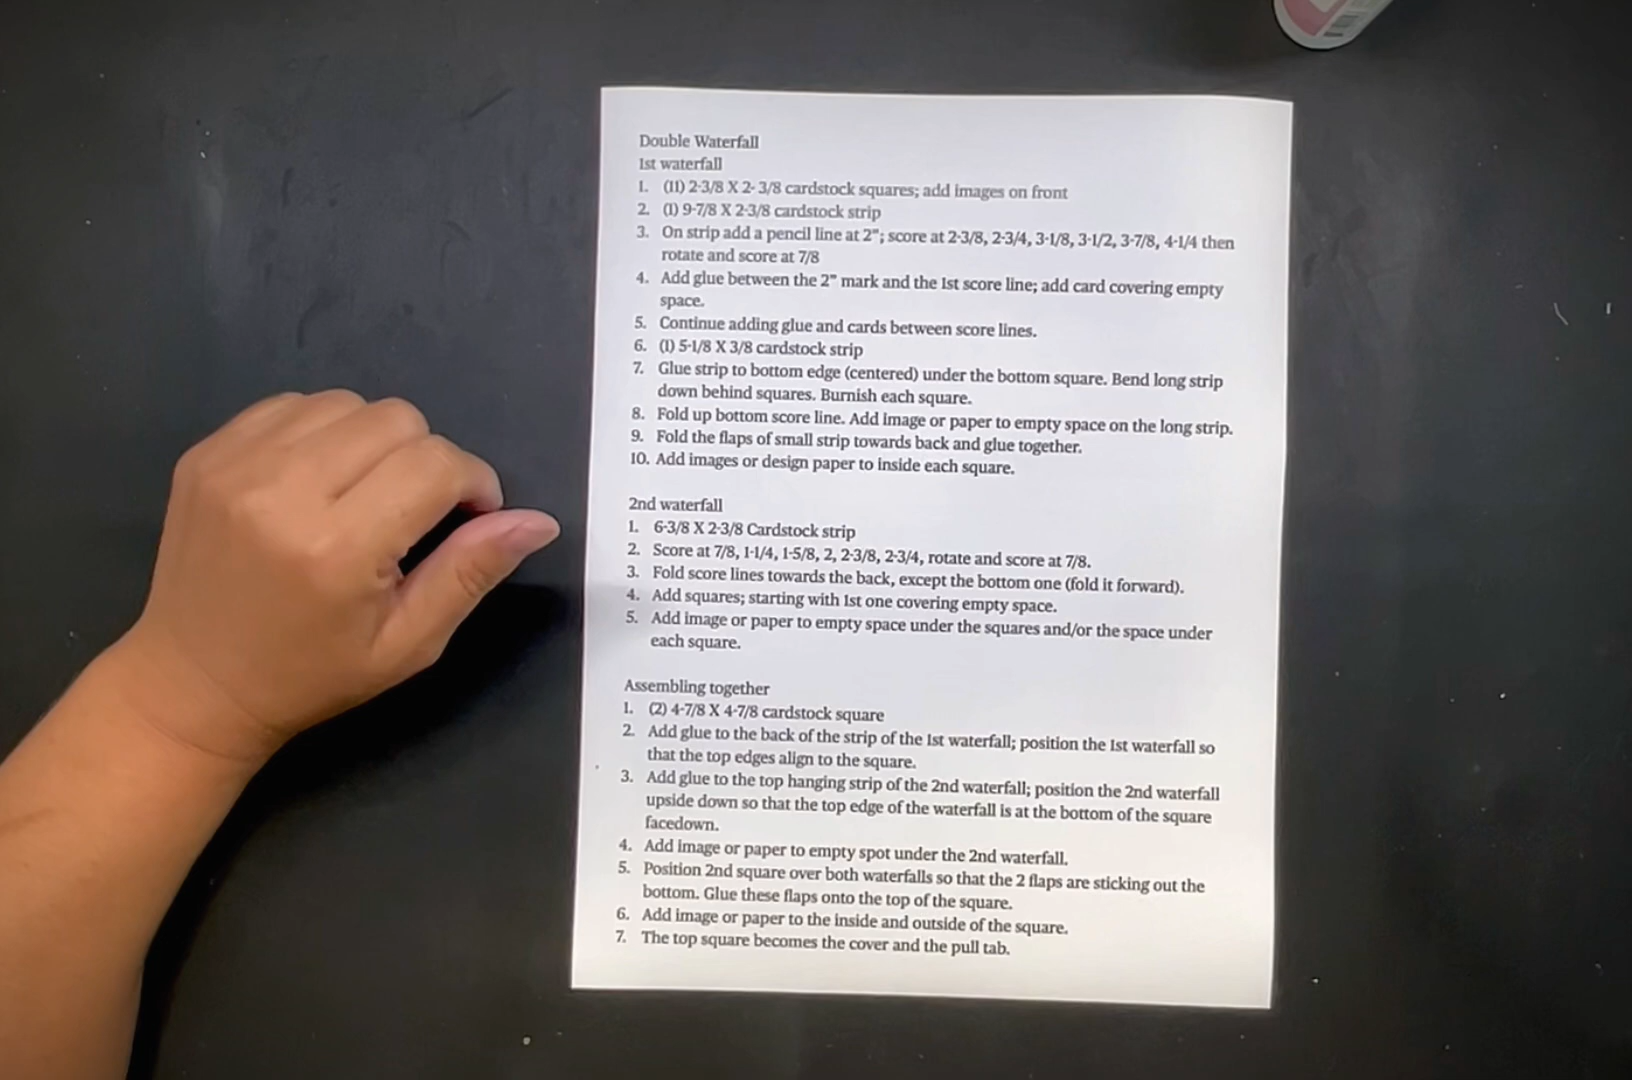 Double Waterfall
1st waterfall
1. (11) 2-3/8 X 2- 3/8 cardstock squares; add images on front
2. (1) 9-7/8 X 2-3/8 cardstock strip
3. On strip add a pencil line at 2"; score at 2-3/8, 2-3/4, 3-1/8, 3-1/2, 3-7/8, 4-1/4 then
rotate and score at 7/8
4. Add glue between the 2" mark and the 1st score line; add card covering empty
space.
5. Continue adding glue and cards between score lines.
6. (1) 5-1/8 X 3/8 cardstock strip
7. Glue strip to bottom edge (centered) under the bottom square. Bend long strip
down behind squares. Burnish each square.
8. Fold up bottom score line. Add image or paper to empty space on the long strip.
9. Fold the flaps of small strip towards back and glue together.
10. Add images or design paper to inside each square.
2nd waterfall
1. 6-3/8 X 2-3/8 Cardstock strip
2. Score at 7/8, 1-1/4, 1-5/8, 2, 2-3/8, 2-3/4, rotate and score at 7/8.
3. Fold score lines towards the back, except the bottom one (fold it forward).
4. Add squares; starting with 1st one covering empty space.
5. Add image or paper to empty space under the squares and/or the space under
each square.
Assembling together
1. (2) 4-7/8 X 4-7/8 cardstock square
2. Add glue to the back of the strip of the 1st waterfall; position the 1st waterfall so
that the top edges align to the square.
3. Add glue to the top hanging strip of the 2nd waterfall; position the 2nd waterfall
upside down so that the top edge of the waterfall is at the bottom of the square
facedown.
4. Add image or paper to empty spot under the 2nd waterfall.
5. Position 2nd square over both waterfalls so that the 2 flaps are sticking out the
bottom. Glue these flaps onto the top of the square.
6. Add image or paper to the inside and outside of the square.
7. The top square becomes the cover and the pull tab.